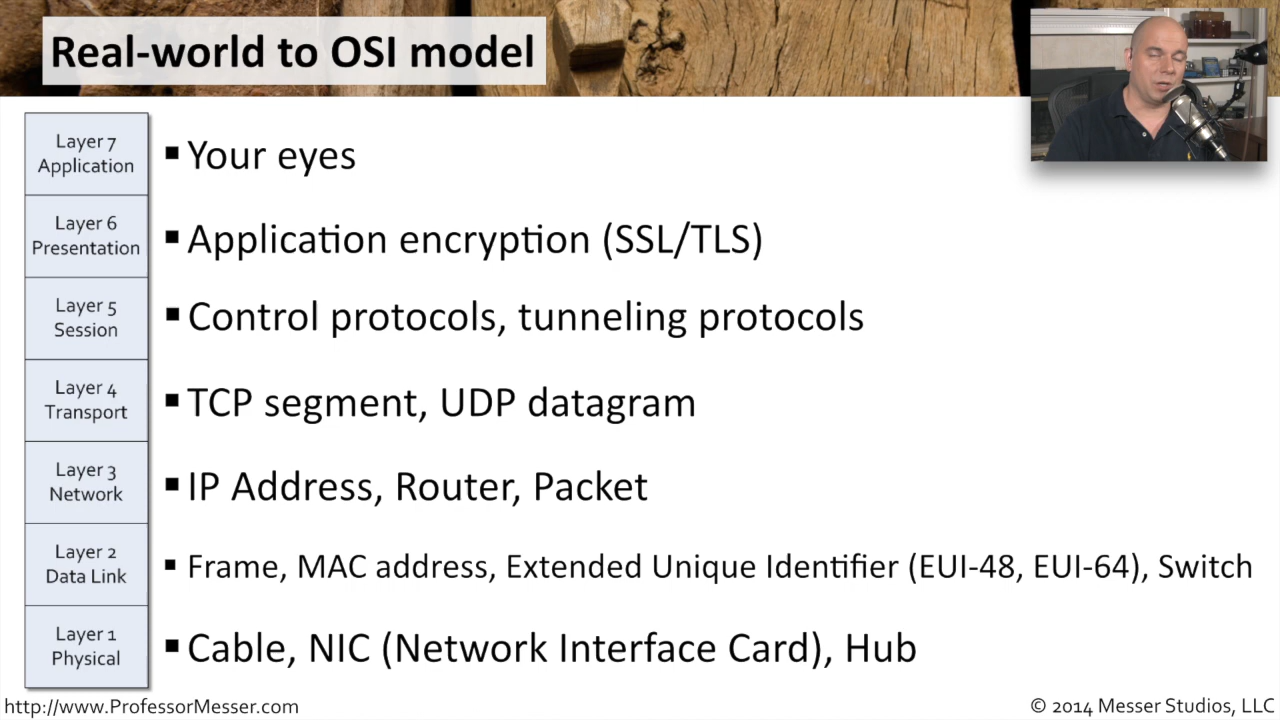 Real-world to OSI model
Layer 7
Application
▪ Your eyes
Layer 6
Presentation
▪ Application encryption (SSL/TLS)
Layer 5
Session
▪ Control protocols, tunneling protocols
Layer 4
Transport
▪ TCP segment, UDP datagram
Layer 3
Network
▪ IP Address, Router, Packet
Layer 2
Data Link
▪ Frame, MAC address, Extended Unique Identifier (EUI-48, EUI-64), Switch
Layer 1
Physical
▪ Cable, NIC (Network Interface Card), Hub
http://www.ProfessorMesser.com
© 2014 Messer Studios, LLC